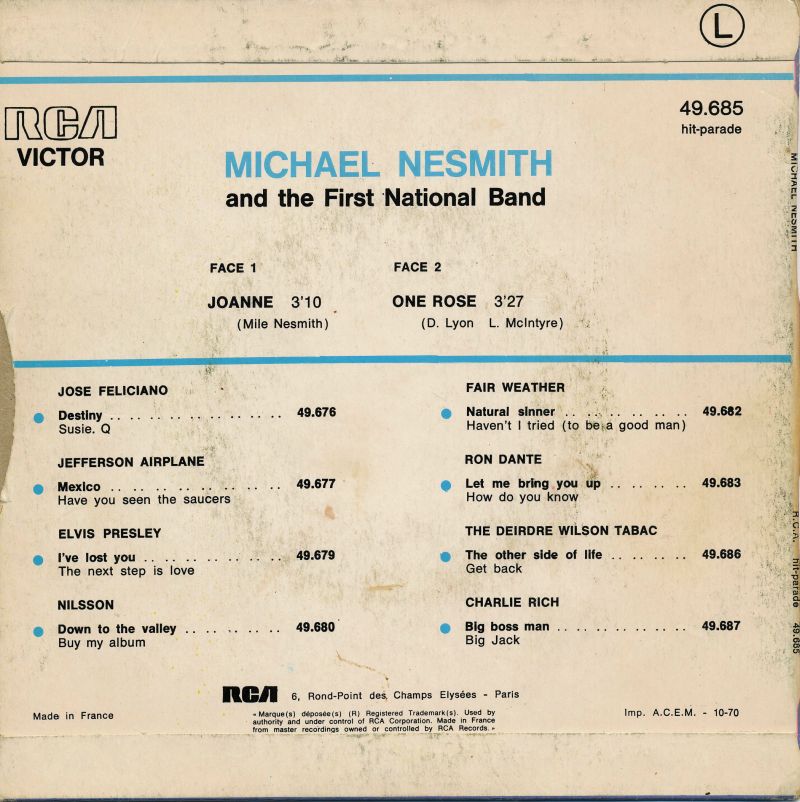 L
RCA
VICTOR
49.685
hit-parade
MICHAEL NESMITH
and the First National Band
FACE 1
JOANNE 3'10
(Mile Nesmith)
FACE 2
ONE ROSE 3'27
(D. Lyon L. McIntyre)
JOSE FELICIANO
Destiny .. .. .. .. .. .. .. .. .. 49.676
Susie. Q
JEFFERSON AIRPLANE
Mexico .. .. .. .. .. .. .. .. .. 49.677
Have you seen the saucers
ELVIS PRESLEY
I've lost you .. .. .. .. .. .. .. 49.679
The next step is love
NILSSON
Down to the valley .. .. .. .. .. 49.680
Buy my album
FAIR WEATHER
Natural sinner .. .. .. .. .. .. 49.682
Haven't I tried (to be a good man)
RON DANTE
Let me bring you up .. .. .. .. 49.683
How do you know
THE DEIRDRE WILSON TABAC
The other side of life .. .. .. .. 49.686
Get back
CHARLIE RICH
Big boss man .. .. .. .. .. .. .. 49.687
Big Jack
RCA 6, Rond-Point des Champs Elysées - Paris
Made in France
« Marque(s) déposée(s) (R) Registered Trademark(s). Used by
authority and under control of RCA Corporation. Made in France
from master recordings owned or controlled by RCA Records. »
Imp. A.C.E.M. - 10-70
MICHAEL NESMITH
R.C.A. hit-parade 49.685